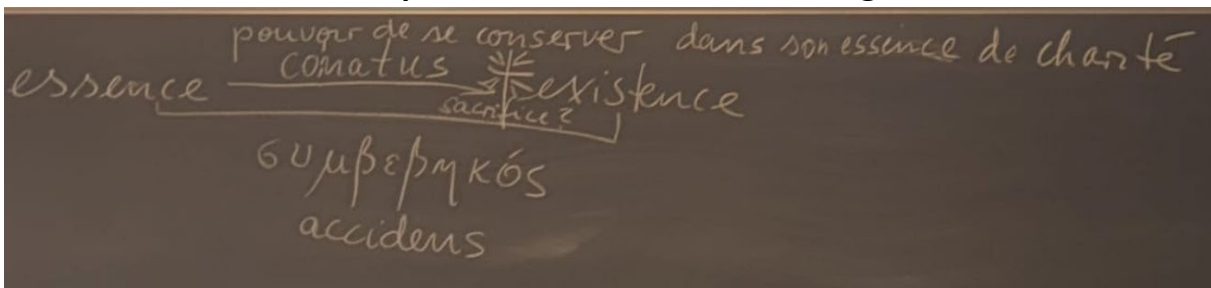 pouvoir de se conserver dans son essence de charité
essence conatus existence
sacrifice?
συμβεβηκός
accidens